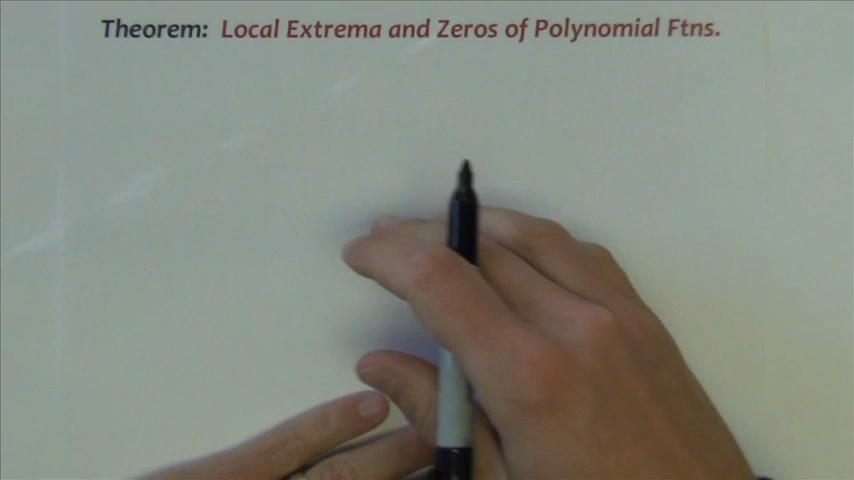 Theorem: Local Extrema and Zeros of Polynomial Ftns.